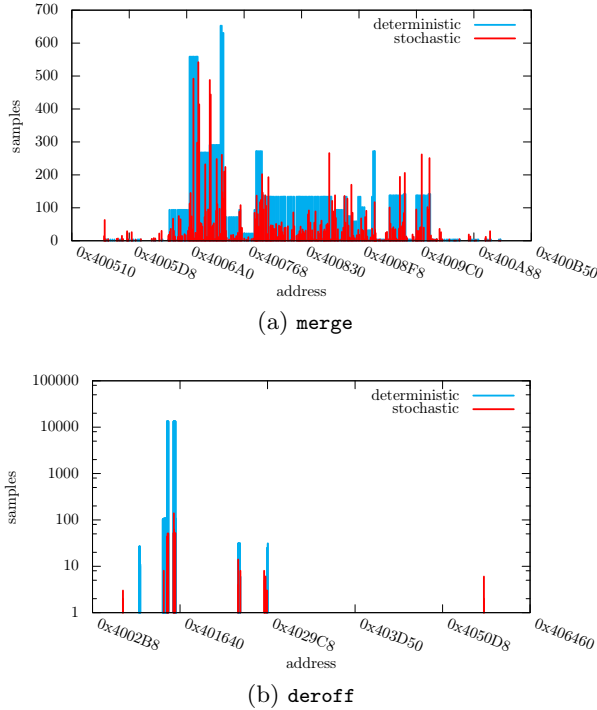 700
600
500
400
300
200
100
0
samples
deterministic
stochastic
0x400510
0x4005D8
0x4006A0
0x400768
0x400830
0x4008F8
0x4009C0
0x400A88
0x400B50
address
(a) merge
100000
10000
1000
100
10
1
samples
deterministic
stochastic
0x4002B8
0x401640
0x4029C8
0x403D50
0x4050D8
0x406460
address
(b) deroff